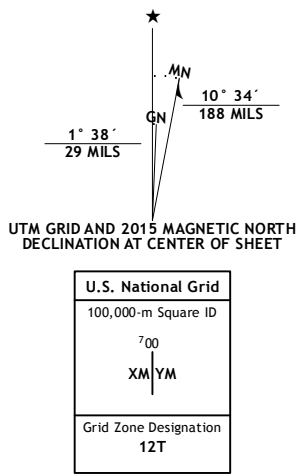 ★
MN
GN
1° 38´
29 MILS
10° 34´
188 MILS
UTM GRID AND 2015 MAGNETIC NORTH
DECLINATION AT CENTER OF SHEET
U.S. National Grid
100,000-m Square ID
⁷00
XM YM
Grid Zone Designation
12T